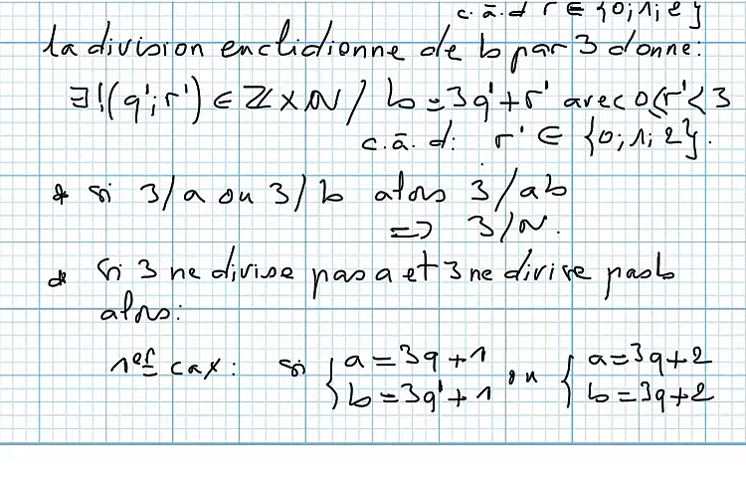 c.à.d r ∈ {0;1;2}
la division enclidionne de b par 3 donne:
∃!(q';r') ∈ ℤ × N / b = 3q' + r' avec 0 ≤ r' < 3
c.à.d: r' ∈ {0;1;2}.
* si 3/a ou 3/b alors 3/ab
=> 3/N.
* si 3 ne divise pas a et 3 ne divise pas b
alors:
1er cas: si { a = 3q + 1 ou { a = 3q + 2
b = 3q' + 1 b = 3q + 2